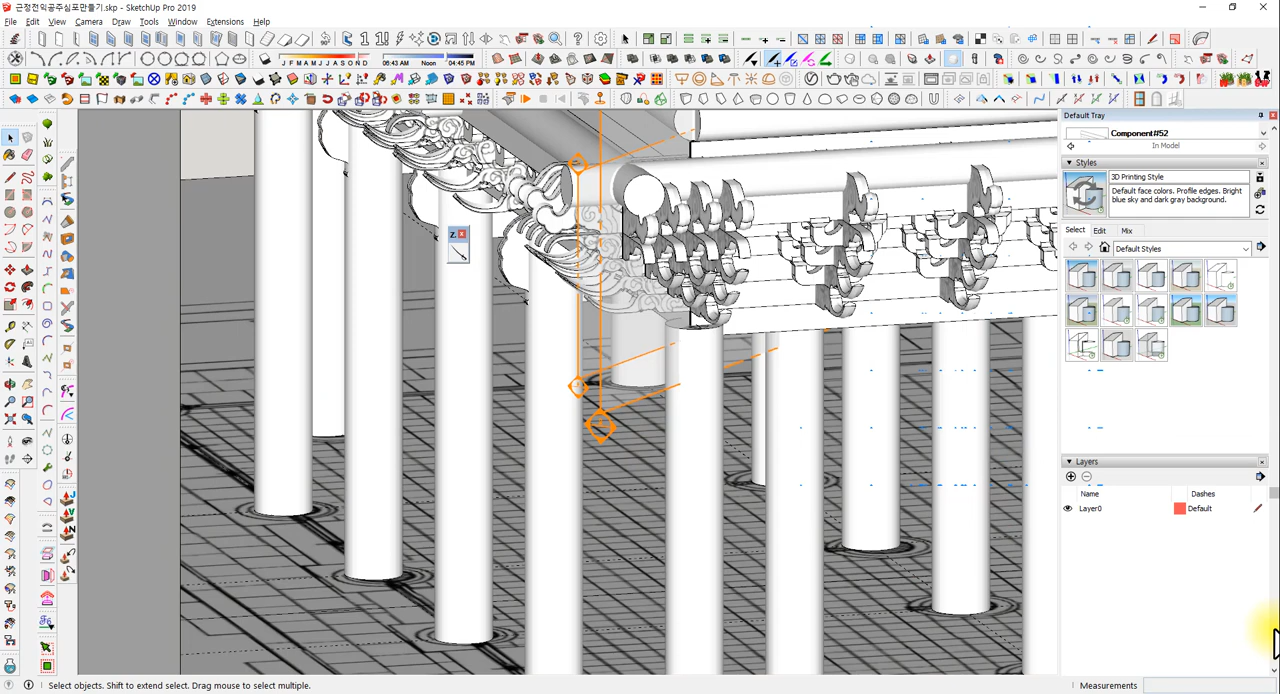 근정전익공주심포만들기.skp - SketchUp Pro 2019
File Edit View Camera Draw Tools Window Extensions Help
J F M A M J J A S O N D
06:43 AM Noon 04:45 PM
Default Tray
Component#52
In Model
Styles
3D Printing Style
Default face colors. Profile edges. Bright
blue sky and dark gray background.
Select Edit Mix
Default Styles
Z.
Layers
Name Dashes
Layer0 Default
Select objects. Shift to extend select. Drag mouse to select multiple.
Measurements